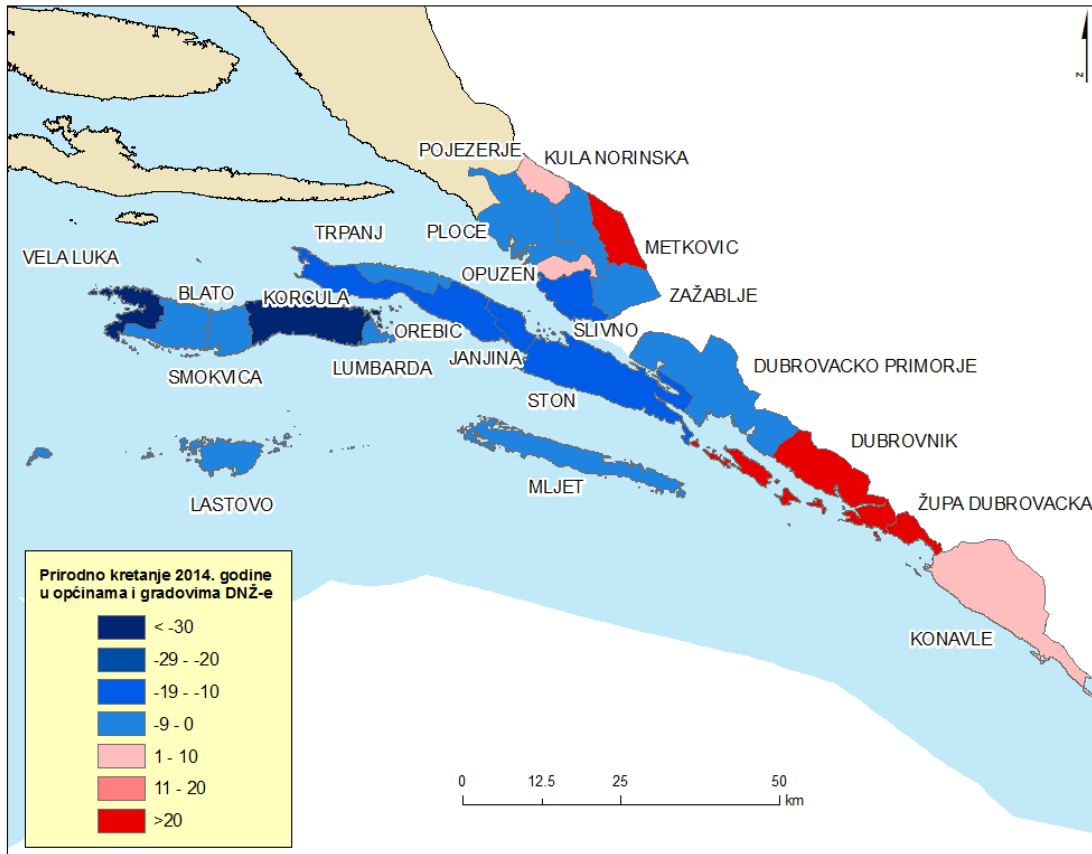 z
POJEZERJE
KULA NORINSKA
PLOCE
METKOVIC
TRPANJ
OPUZEN
VELA LUKA
ZAŽABLJE
BLATO
KORCULA
OREBIC
SLIVNO
SMOKVICA
LUMBARDA
JANJINA
DUBROVACKO PRIMORJE
STON
DUBROVNIK
LASTOVO
MLJET
ŽUPA DUBROVACKA
KONAVLE
Prirodno kretanje 2014. godine
u općinama i gradovima DNŽ-e
< -30
-29 - -20
-19 - -10
-9 - 0
1 - 10
11 - 20
>20
0 12.5 25 50
km